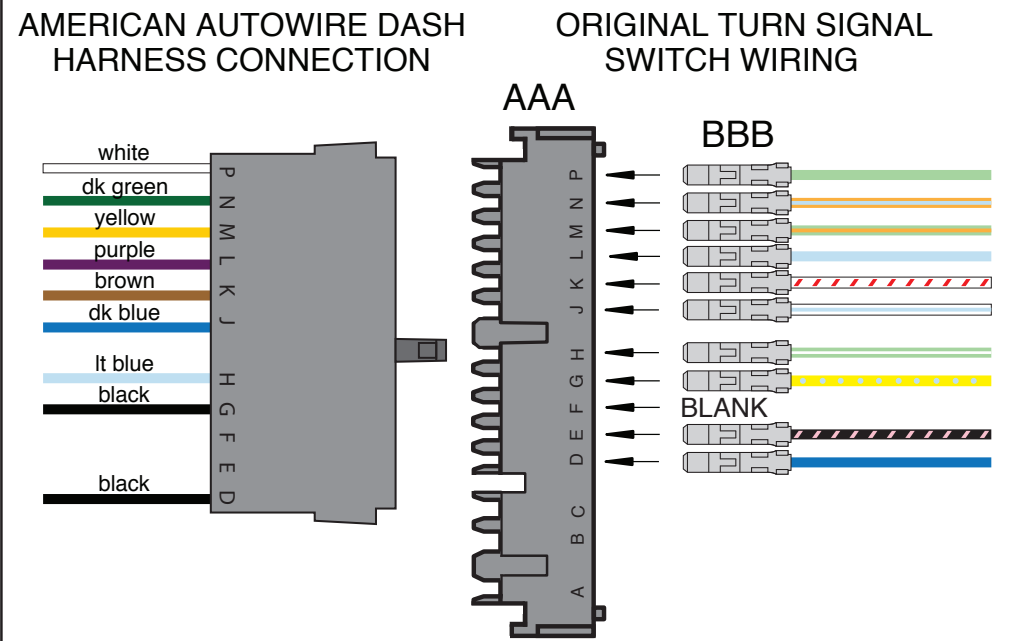 AMERICAN AUTOWIRE DASH
HARNESS CONNECTION
ORIGINAL TURN SIGNAL
SWITCH WIRING
AAA
BBB
white
dk green
yellow
purple
brown
dk blue
lt blue
black
black
P
N
M
L
K
J
H
G
F
E
D
P
N
M
L
K
J
H
G
F
E
D
C
B
A
BLANK